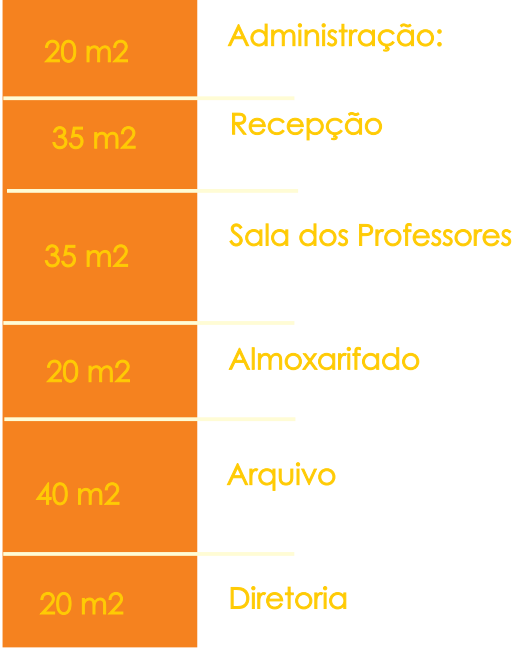 20 m2 Administração:
35 m2 Recepção
35 m2 Sala dos Professores
20 m2 Almoxarifado
40 m2 Arquivo
20 m2 Diretoria